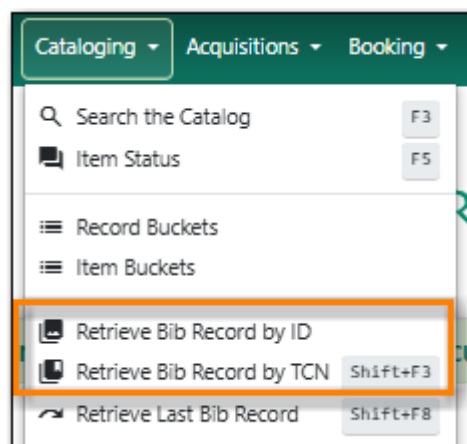 Cataloging Acquisitions Booking
Search the Catalog F3
Item Status F5
Record Buckets
Item Buckets
Retrieve Bib Record by ID
Retrieve Bib Record by TCN Shift+F3
Retrieve Last Bib Record Shift+F8